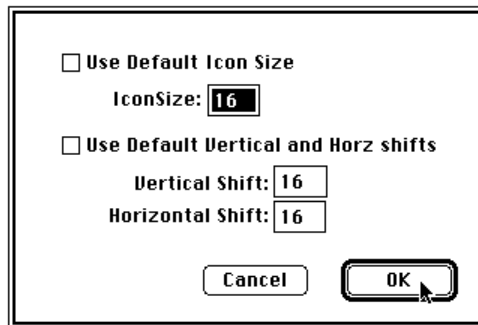 Use Default Icon Size
IconSize: 16
Use Default Vertical and Horz shifts
Vertical Shift: 16
Horizontal Shift: 16
Cancel OK